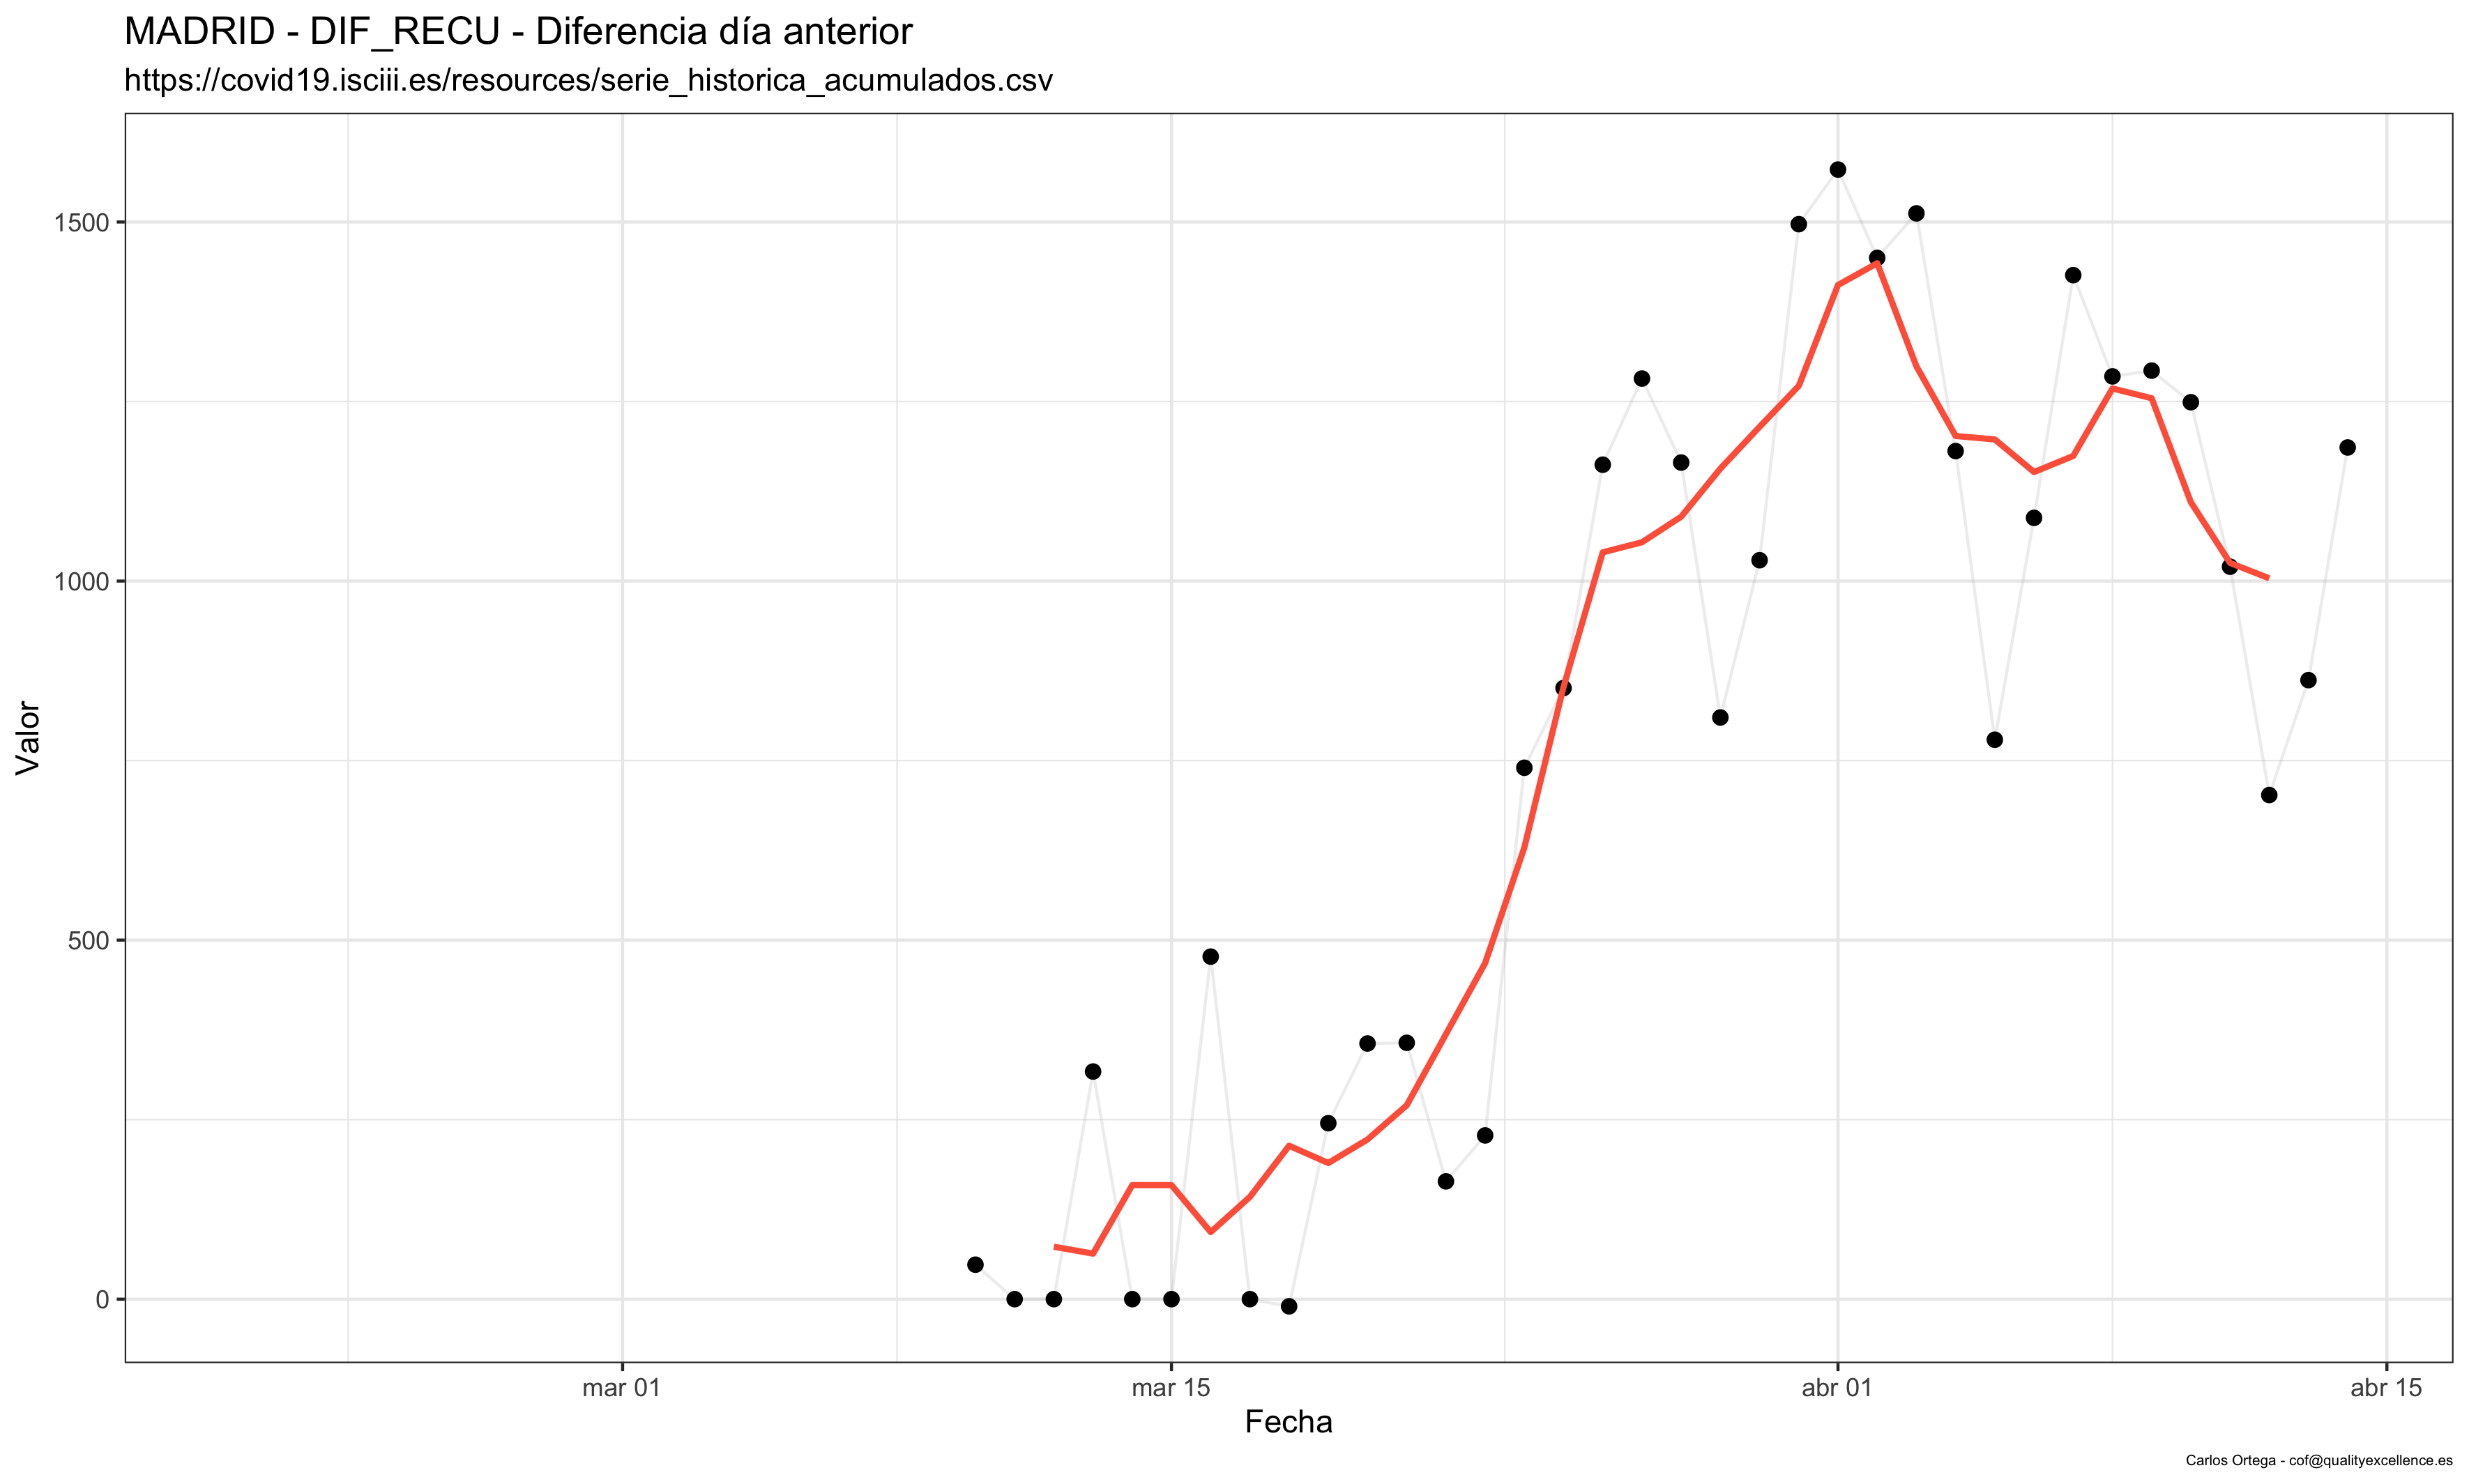 MADRID - DIF_RECU - Diferencia día anterior
https://covid19.isciii.es/resources/serie_historica_acumulados.csv
1500
1000
500
0
Valor
mar 01
mar 15
abr 01
abr 15
Fecha
Carlos Ortega - cof@qualityexcellence.es